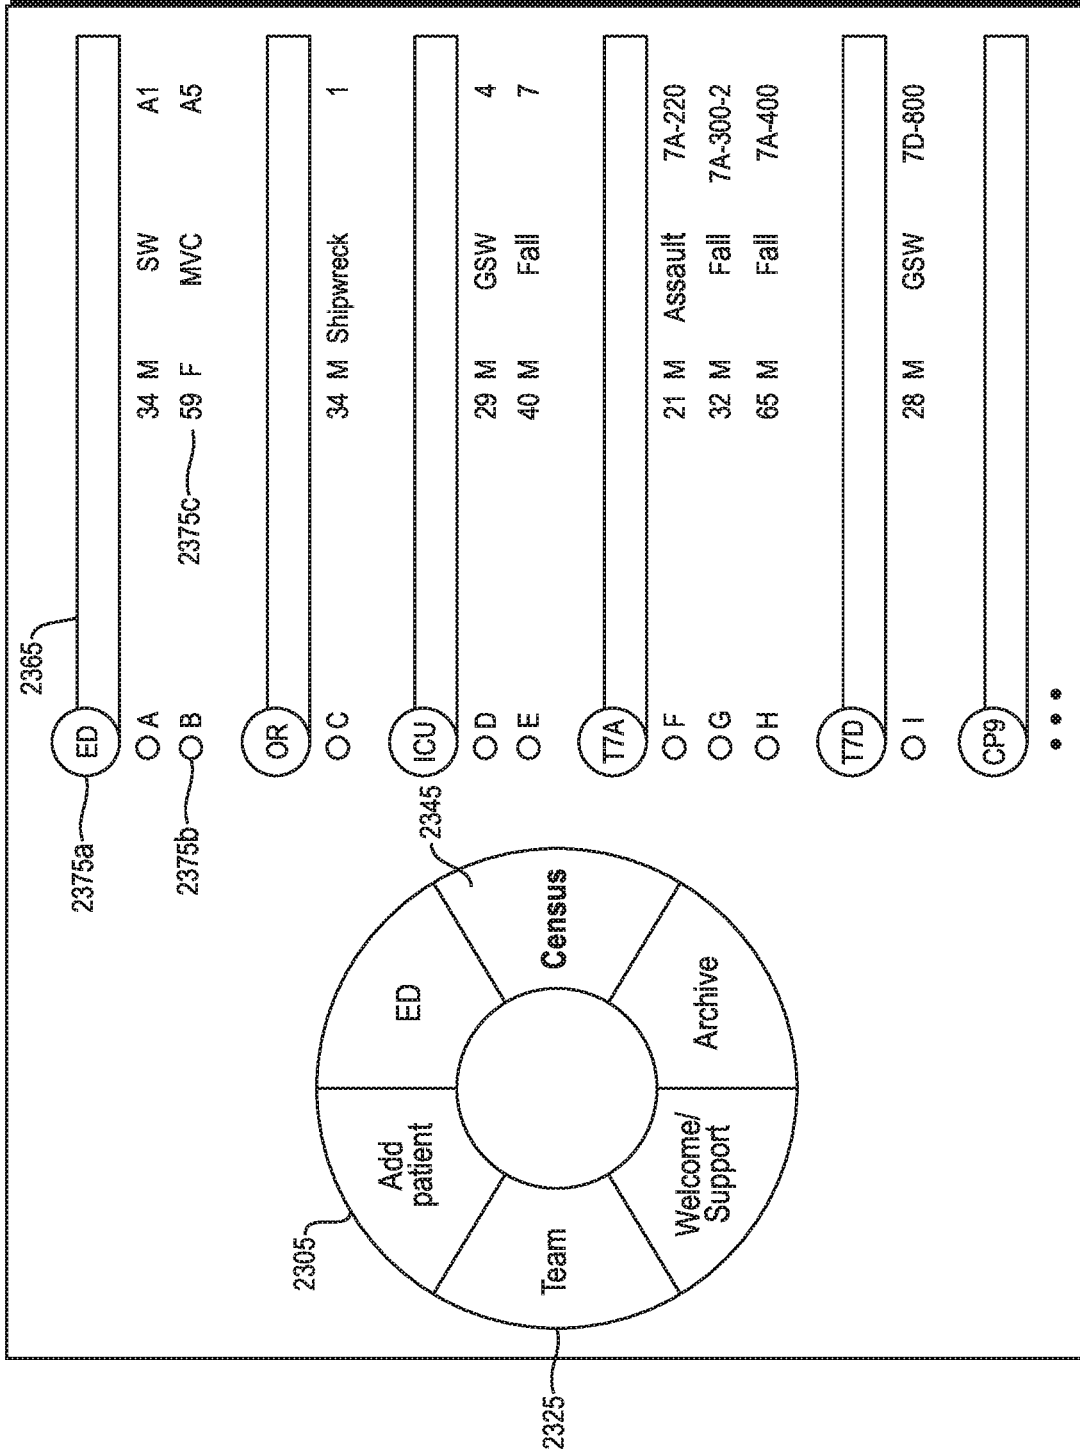 2305
2325
2345
Add
patient
ED
Census
Archive
Welcome/
Support
Team
2365
2375a
ED
A 34 M SW A1
2375b
B 59 F MVC A5
2375c
OR
C 34 M Shipwreck 1
ICU
D 29 M GSW 4
E 40 M Fall 7
T7A
F 21 M Assault 7A-220
G 32 M Fall 7A-300-2
H 65 M Fall 7A-400
T7D
I 28 M GSW 7D-800
CP9